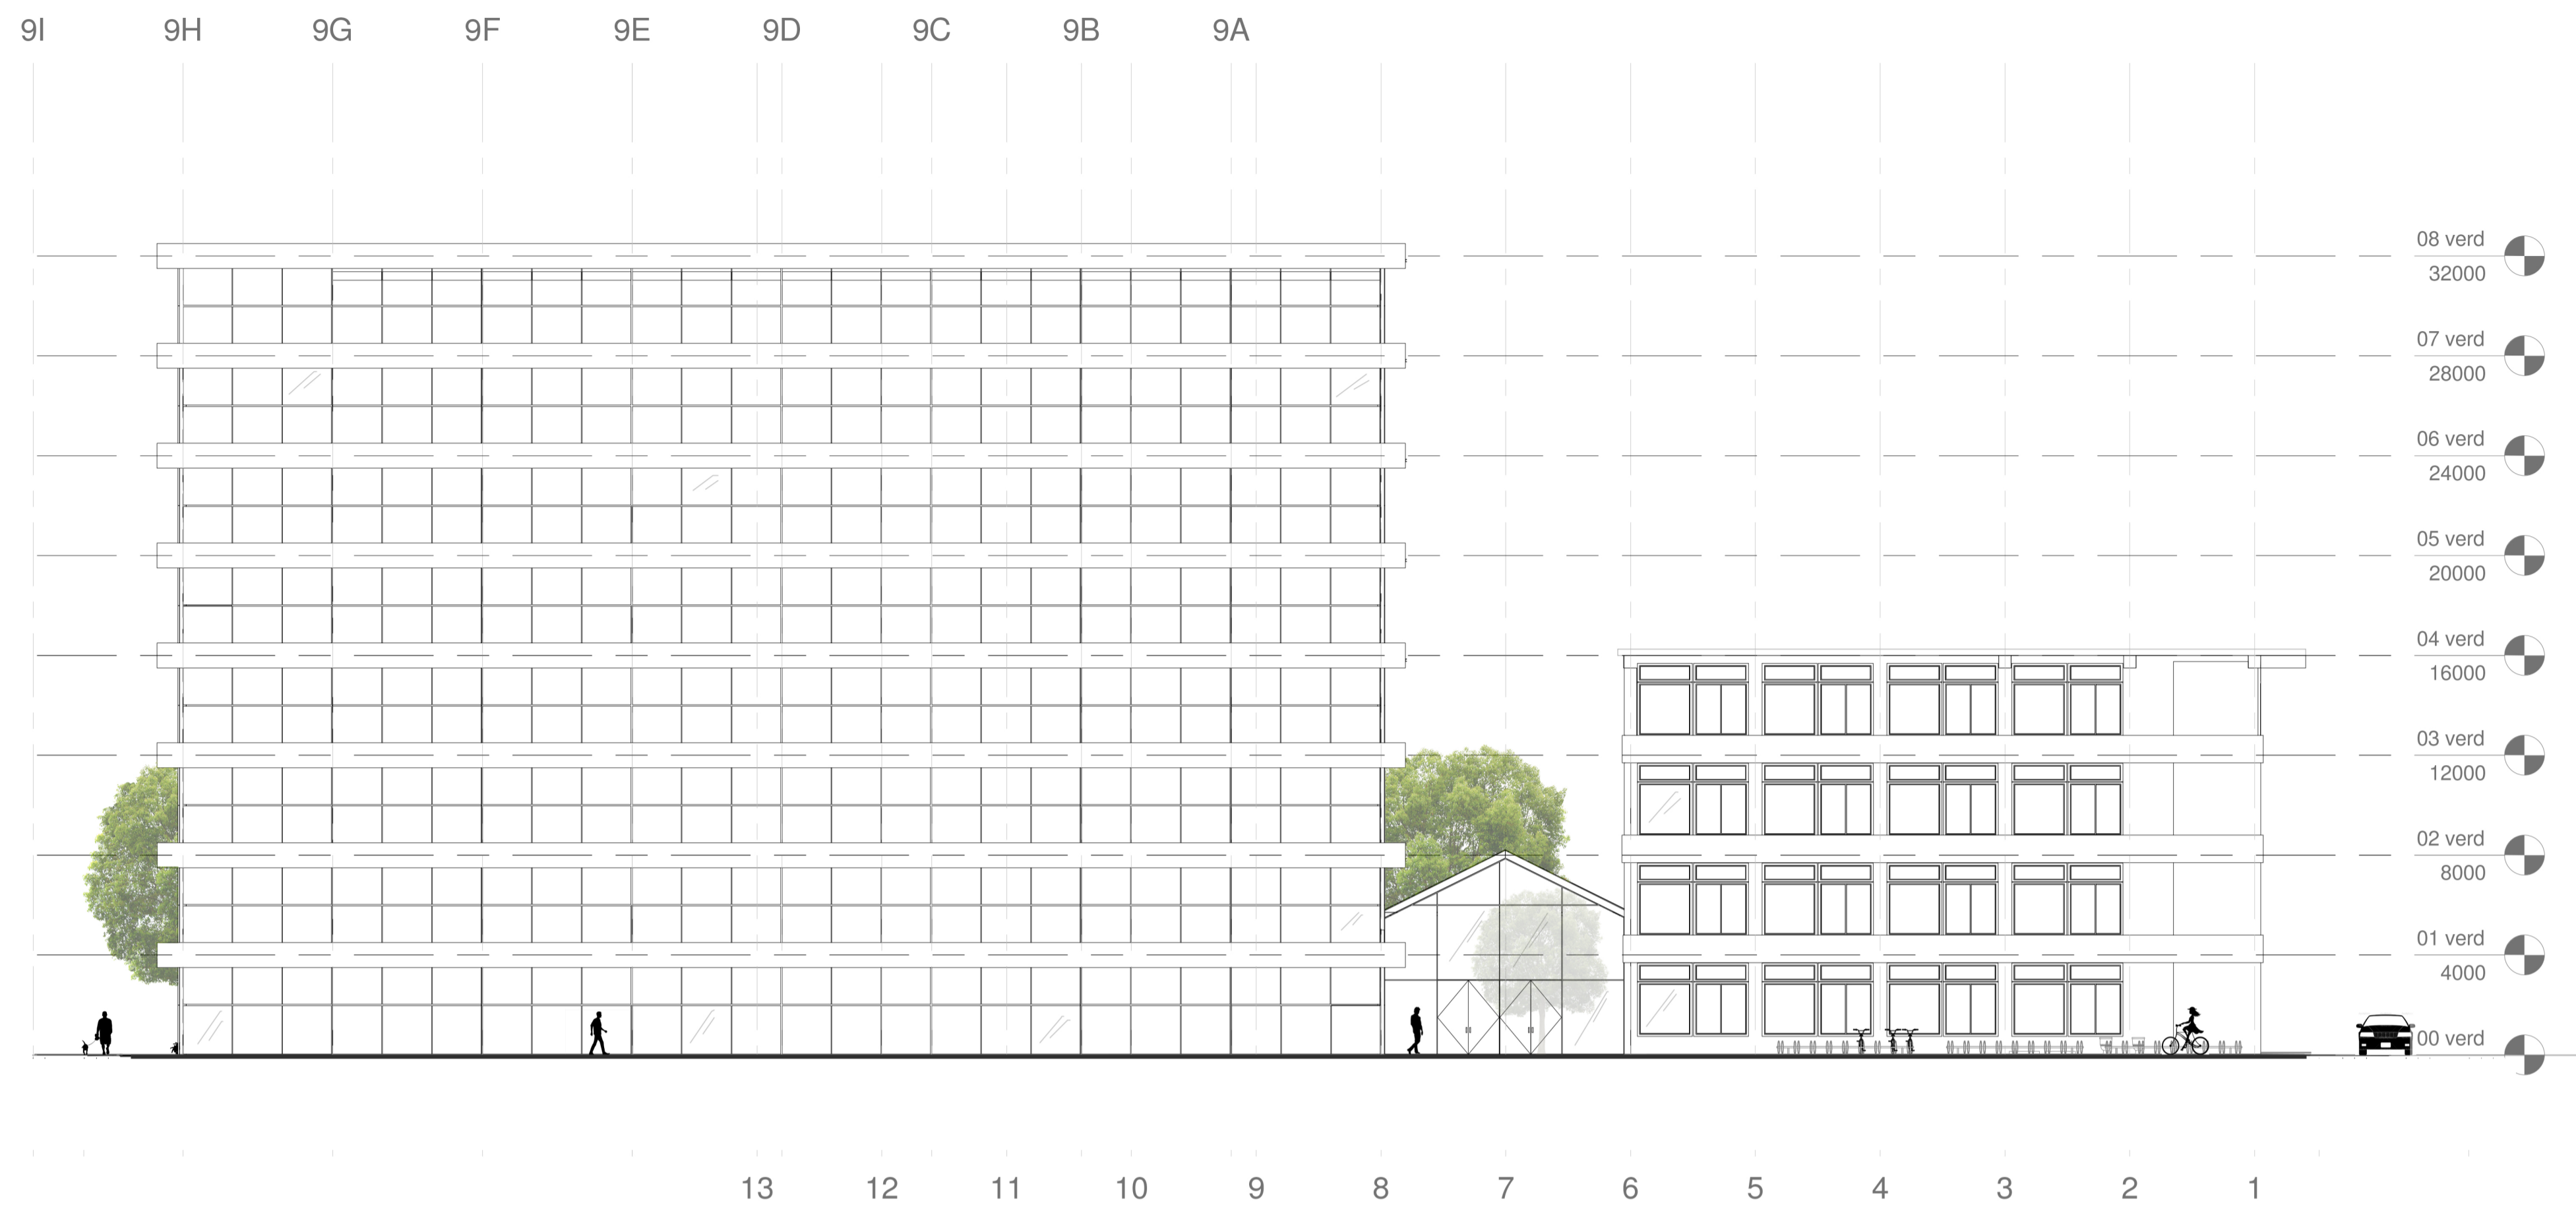 9I 9H 9G 9F 9E 9D 9C 9B 9A
08 verd
32000
07 verd
28000
06 verd
24000
05 verd
20000
04 verd
16000
03 verd
12000
02 verd
8000
01 verd
4000
00 verd
13 12 11 10 9 8 7 6 5 4 3 2 1